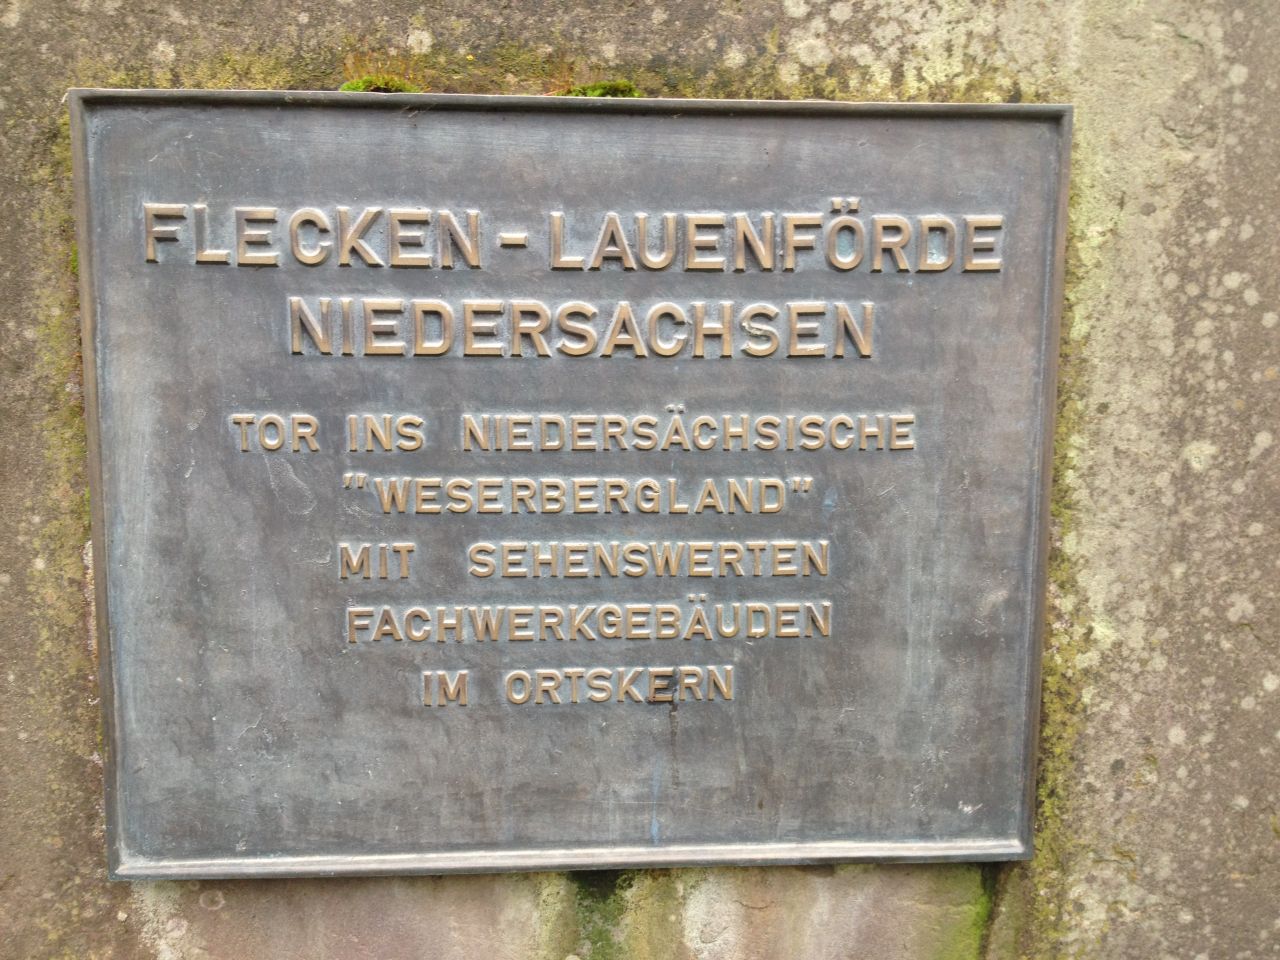 FLECKEN-LAUENFÖRDE
NIEDERSACHSEN
TOR INS NIEDERSÄCHSISCHE
"WESERBERGLAND"
MIT SEHENSWERTEN
FACHWERKGEBÄUDEN
IM ORTSKERN